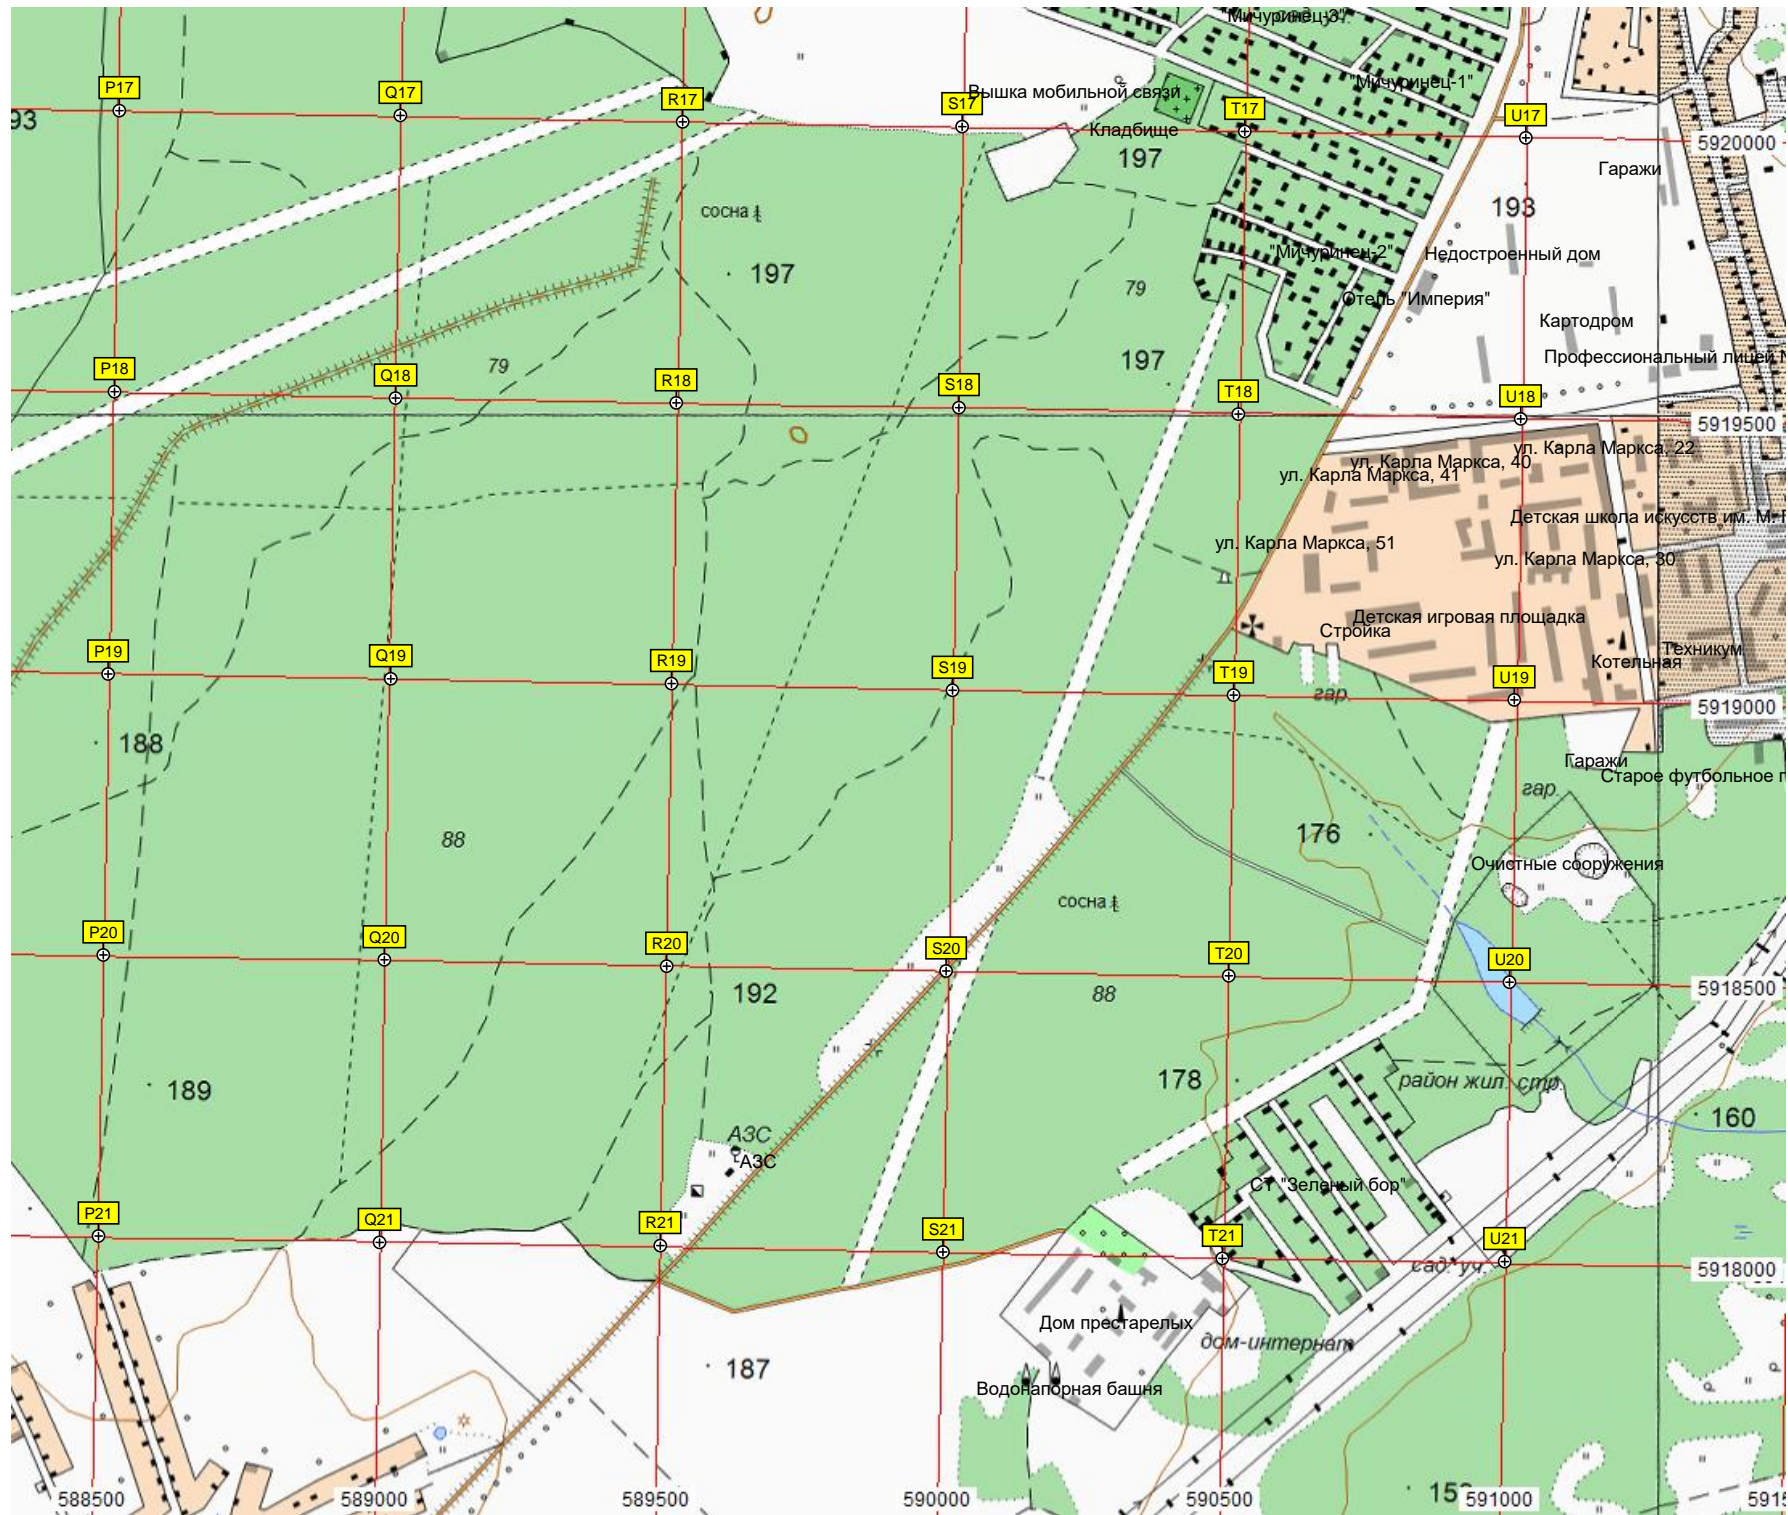 "Мичуринец-3"
P17
Q17
R17
S17
Вышка мобильной связи
"Мичуринец-1"
T17
U17
93
Кладбище
197
5920000
Гаражи
193
сосна
197
"Мичуринец-2"
Недостроенный дом
79
Отель "Империя"
Картодром
197
Профессиональный лицей
79
P18
Q18
R18
S18
T18
U18
5919500
ул. Карла Маркса, 22
ул. Карла Маркса, 40
ул. Карла Маркса, 41
Детская школа искусств им. М.
ул. Карла Маркса, 51
ул. Карла Маркса, 30
Детская игровая площадка
Стройка
Техникум
Котельная
P19
Q19
R19
S19
T19
U19
гар.
5919000
188
Гаражи
Старое футбольное
гар.
88
176
Очистные сооружения
сосна
P20
Q20
R20
S20
T20
U20
192
88
5918500
189
178
район жил. стр.
160
АЗС
АЗС
СТ "Зеленый бор"
P21
Q21
R21
S21
T21
U21
сад. уч.
5918000
Дом престарелых
дом-интернат
187
Водонапорная башня
588500
589000
589500
590000
590500
15
591000